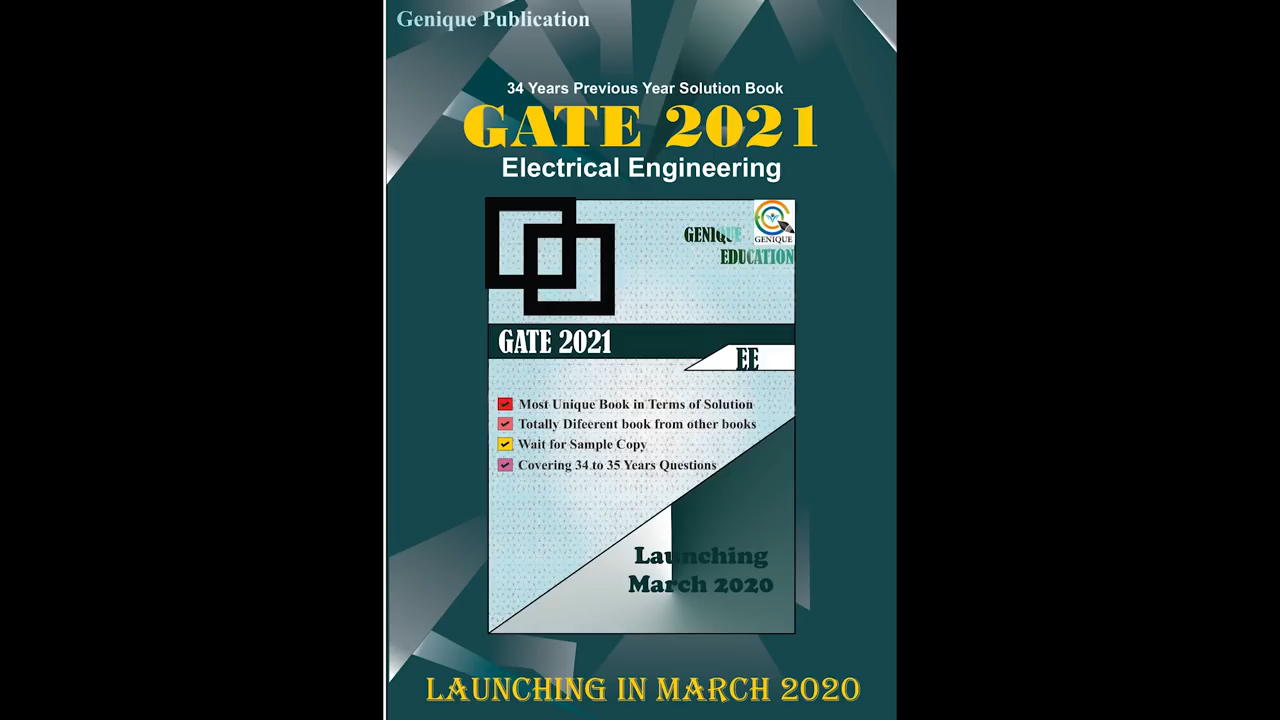 Genique Publication
34 Years Previous Year Solution Book
GATE 2021
Electrical Engineering
GENIQUE
GENIQUE
EDUCATION
GATE 2021
EE
Most Unique Book in Terms of Solution
Totally Difeerent book from other books
Wait for Sample Copy
Covering 34 to 35 Years Questions
Launching
March 2020
LAUNCHING IN MARCH 2020